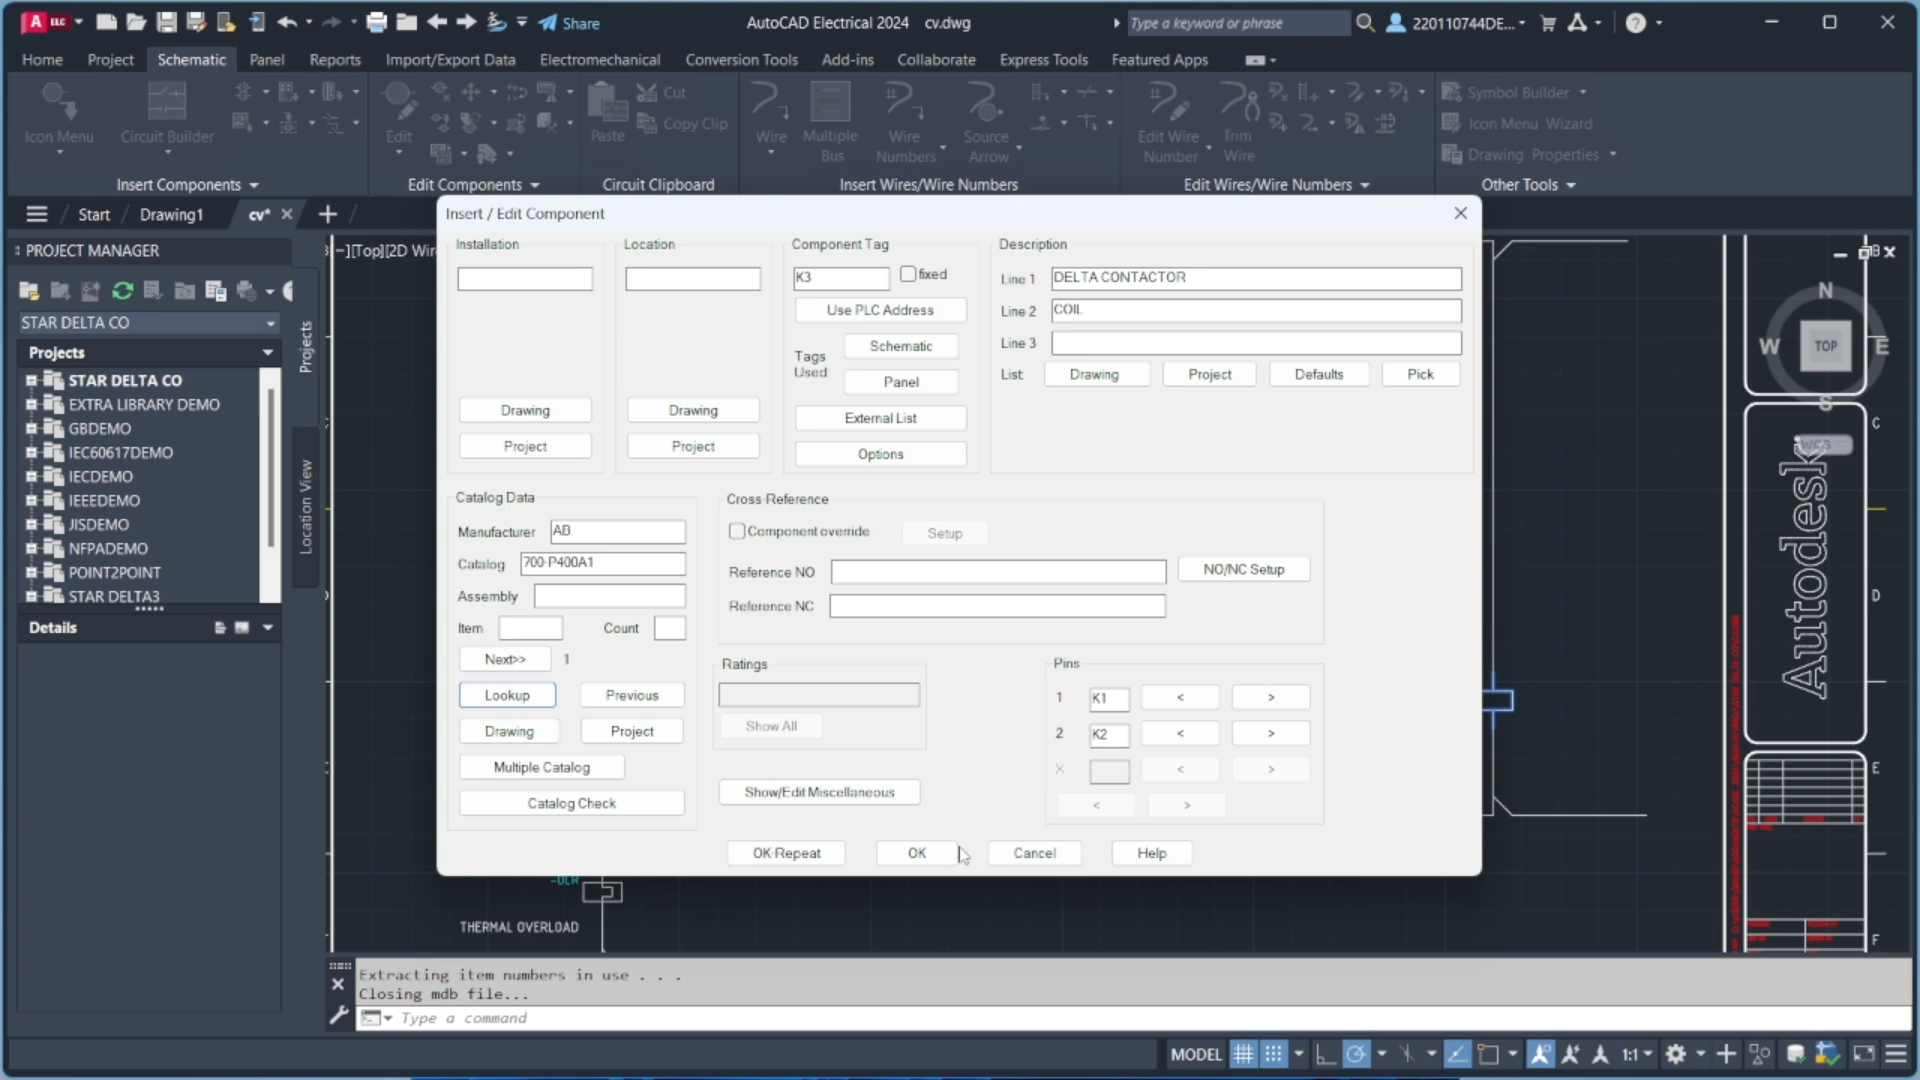 A ELC
Share
AutoCAD Electrical 2024 cv.dwg
Type a keyword or phrase
220110744DE...
Home
Project
Schematic
Panel
Reports
Import/Export Data
Electromechanical
Conversion Tools
Add-ins
Collaborate
Express Tools
Featured Apps
Icon Menu
Circuit Builder
Edit
Paste
Cut
Copy Clip
Wire
Multiple Bus
Wire Numbers
Source Arrow
Edit Wire Number
Trim Wire
Symbol Builder
Icon Menu Wizard
Drawing Properties
Insert Components
Edit Components
Circuit Clipboard
Insert Wires/Wire Numbers
Edit Wires/Wire Numbers
Other Tools
Start
Drawing1
cv*
PROJECT MANAGER
STAR DELTA CO
Projects
STAR DELTA CO
EXTRA LIBRARY DEMO
GBDEMO
IEC60617DEMO
IECDEMO
IEEEDEMO
JISDEMO
NFPADEMO
POINT2POINT
STAR DELTA3
Details
Projects
Location View
Insert / Edit Component
Installation
Drawing
Project
Location
Drawing
Project
Component Tag
K3
fixed
Use PLC Address
Tags Used:
Schematic
Panel
External List
Options
Description
Line 1 DELTA CONTACTOR
Line 2 COIL
Line 3
List:
Drawing
Project
Defaults
Pick
Catalog Data
Manufacturer AB
Catalog 700-P400A1
Assembly
Item
Count
Next>> 1
Lookup
Previous
Drawing
Project
Multiple Catalog
Catalog Check
Cross-Reference
Component override
Setup
Reference NO
NO/NC Setup
Reference NC
Ratings
Show All
Show/Edit Miscellaneous
Pins
1 K1 < >
2 K2 < >
X < >
< >
OK-Repeat
OK
Cancel
Help
-OLR
THERMAL OVERLOAD
N
W TOP E
S
WCS
Autodesk
C
D
E
F
Extracting item numbers in use . . .
Closing mdb file...
Type a command
MODEL
1:1